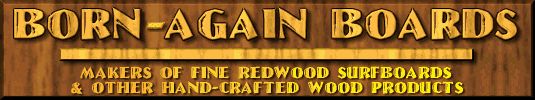 BORN-AGAIN BOARDS
MAKERS OF FINE REDWOOD SURFBOARDS
& OTHER HAND-CRAFTED WOOD PRODUCTS